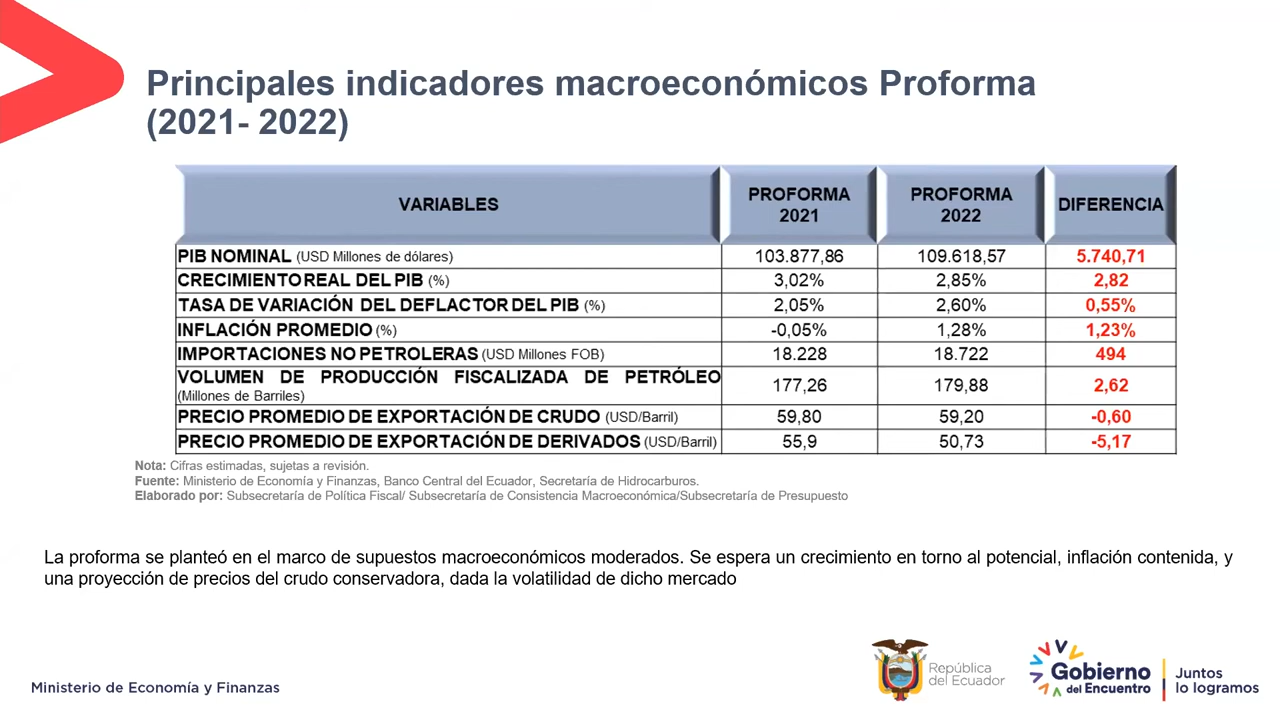 Principales indicadores macroeconómicos Proforma
(2021- 2022)
VARIABLES PROFORMA 2021 PROFORMA 2022 DIFERENCIA
PIB NOMINAL (USD Millones de dólares) 103.877,86 109.618,57 5.740,71
CRECIMIENTO REAL DEL PIB (%) 3,02% 2,85% 2,82
TASA DE VARIACIÓN DEL DEFLACTOR DEL PIB (%) 2,05% 2,60% 0,55%
INFLACIÓN PROMEDIO (%) -0,05% 1,28% 1,23%
IMPORTACIONES NO PETROLERAS (USD Millones FOB) 18.228 18.722 494
VOLUMEN DE PRODUCCIÓN FISCALIZADA DE PETRÓLEO
(Millones de Barriles) 177,26 179,88 2,62
PRECIO PROMEDIO DE EXPORTACIÓN DE CRUDO (USD/Barril) 59,80 59,20 -0,60
PRECIO PROMEDIO DE EXPORTACIÓN DE DERIVADOS (USD/Barril) 55,9 50,73 -5,17
Nota: Cifras estimadas, sujetas a revisión.
Fuente: Ministerio de Economía y Finanzas, Banco Central del Ecuador, Secretaría de Hidrocarburos.
Elaborado por: Subsecretaría de Política Fiscal/ Subsecretaría de Consistencia Macroeconómica/Subsecretaría de Presupuesto
La proforma se planteó en el marco de supuestos macroeconómicos moderados. Se espera un crecimiento en torno al potencial, inflación contenida, y
una proyección de precios del crudo conservadora, dada la volatilidad de dicho mercado
Ministerio de Economía y Finanzas
República
del Ecuador
Gobierno
del Encuentro
Juntos
lo logramos